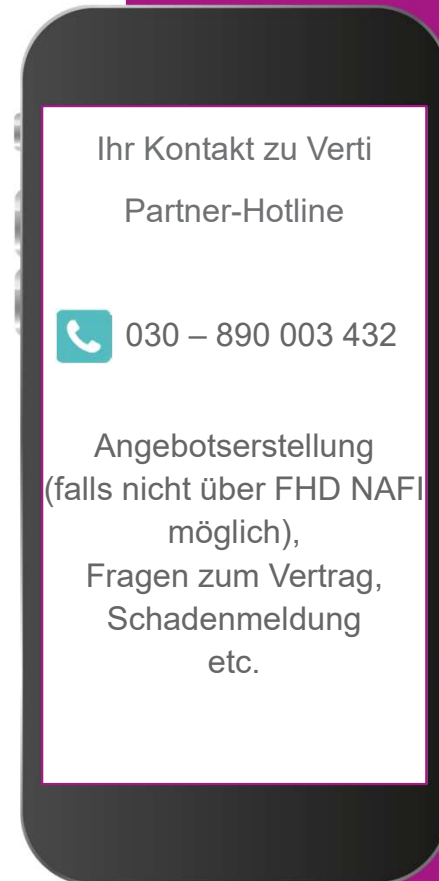 Ihr Kontakt zu Verti
Partner-Hotline
030 – 890 003 432
Angebotserstellung
(falls nicht über FHD NAFI
möglich),
Fragen zum Vertrag,
Schadenmeldung
etc.